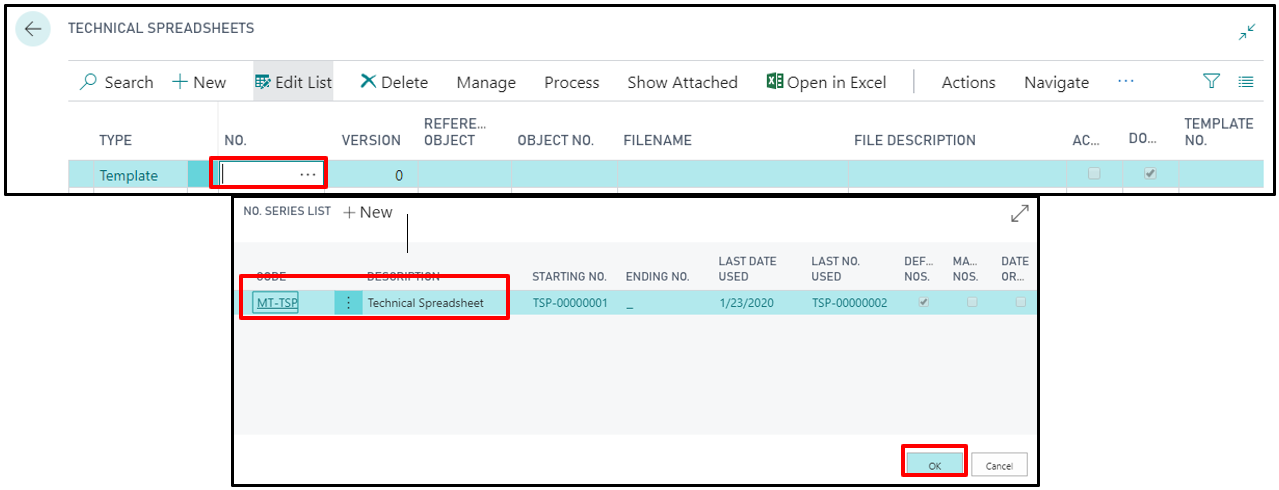 TECHNICAL SPREADSHEETS
Search New Edit List Delete Manage Process Show Attached Open in Excel Actions Navigate ...
TYPE NO. VERSION REFERE... OBJECT OBJECT NO. FILENAME FILE DESCRIPTION AC... DO... TEMPLATE NO.
Template ... 0
NO. SERIES LIST + New
CODE DESCRIPTION STARTING NO. ENDING NO. LAST DATE USED LAST NO. USED DEF... NOS. MA... NOS. DATE OR...
MT-TSP Technical Spreadsheet TSP-00000001 _ 1/23/2020 TSP-00000002
OK Cancel